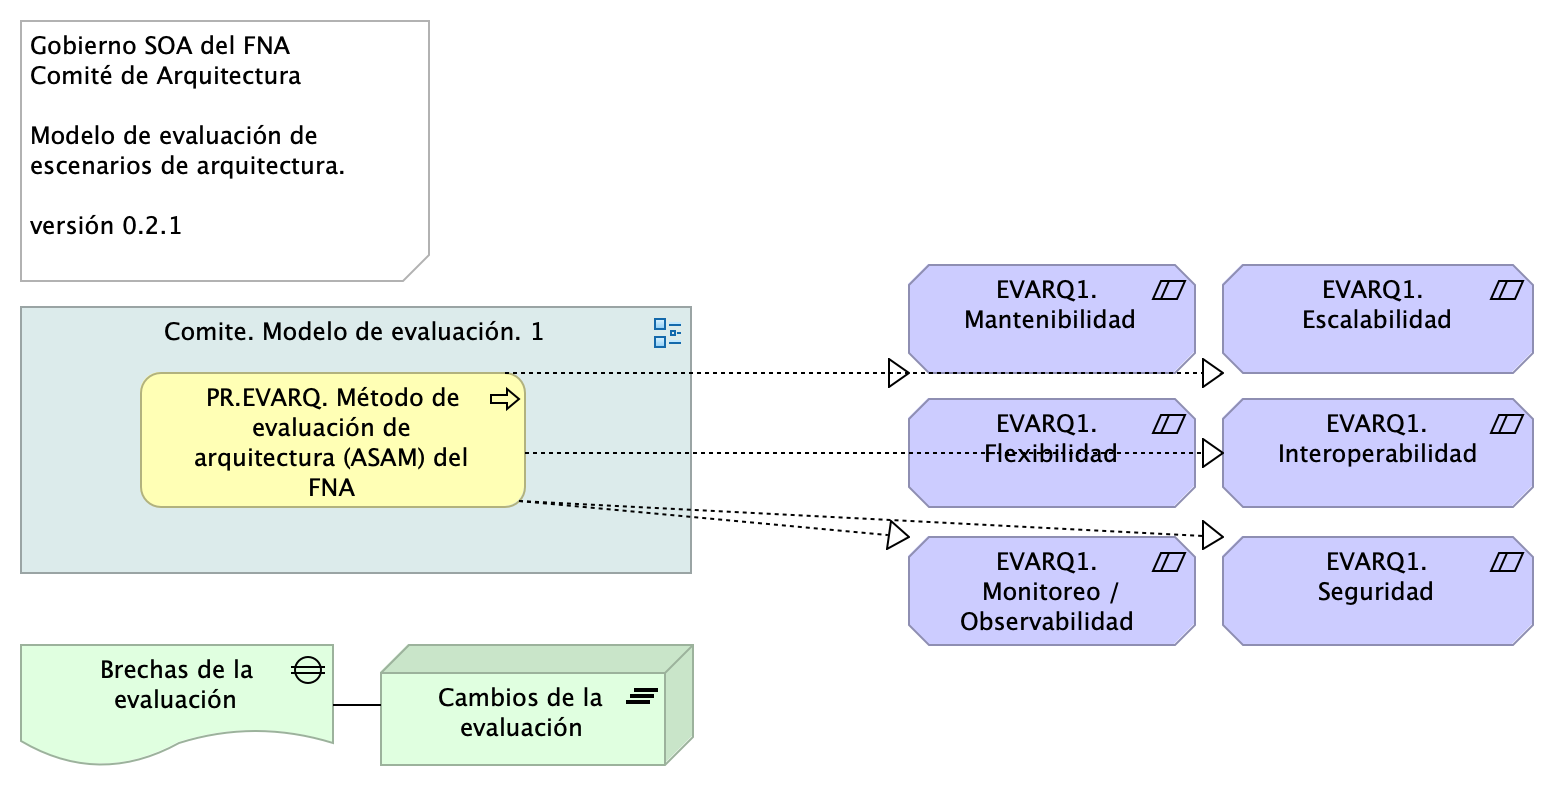 Gobierno SOA del FNA
Comité de Arquitectura
Modelo de evaluación de
escenarios de arquitectura.
versión 0.2.1
Comite. Modelo de evaluación. 1
PR.EVARQ. Método de
evaluación de
arquitectura (ASAM) del
FNA
EVARQ1.
Mantenibilidad
EVARQ1.
Escalabilidad
EVARQ1.
Flexibilidad
EVARQ1.
Interoperabilidad
EVARQ1.
Monitoreo /
Observabilidad
EVARQ1.
Seguridad
Brechas de la
evaluación
Cambios de la
evaluación